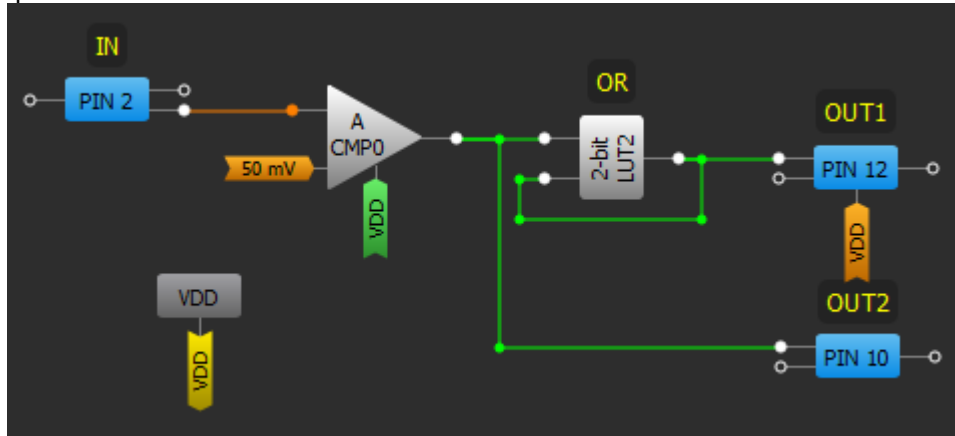 IN
PIN 2
A
CMP0
50 mV
VDD
OR
2-bit
LUT2
OUT1
PIN 12
VDD
OUT2
PIN 10
VDD
VDD